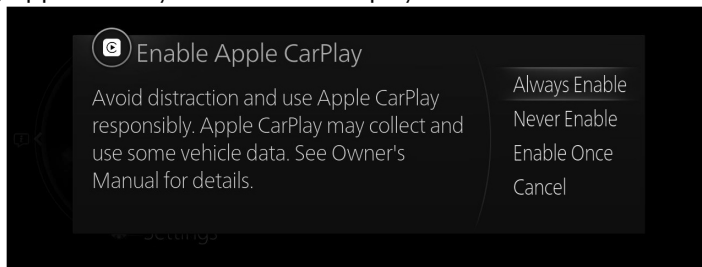 Enable Apple CarPlay
Avoid distraction and use Apple CarPlay
responsibly. Apple CarPlay may collect and
use some vehicle data. See Owner's
Manual for details.
Always Enable
Never Enable
Enable Once
Cancel
Settings